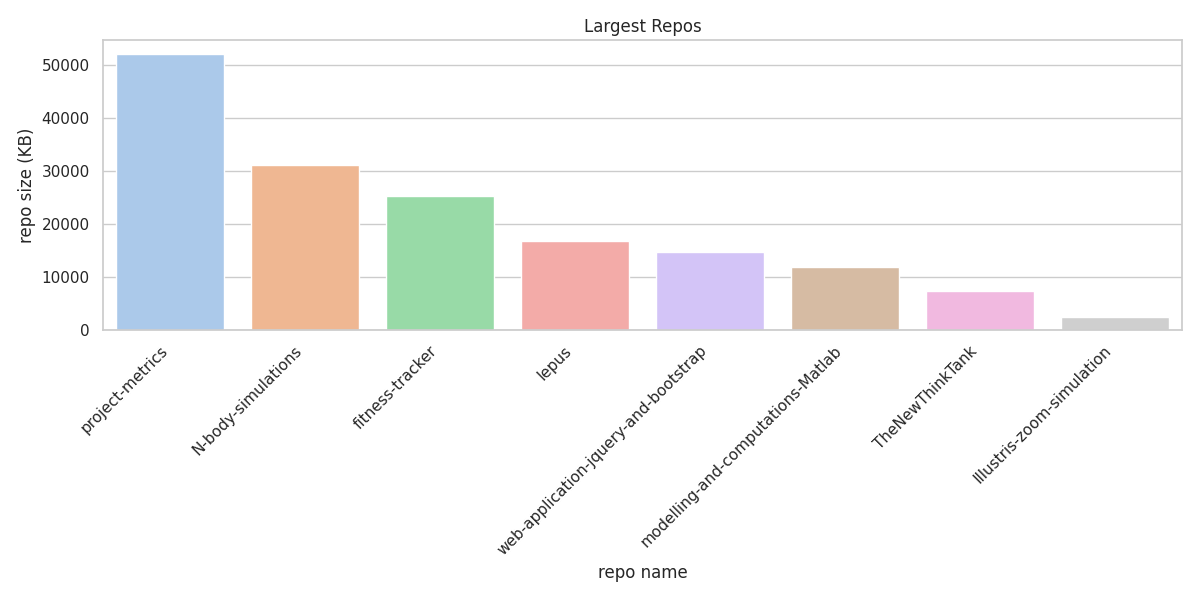 Largest Repos
repo size (KB)
50000
40000
30000
20000
10000
0
project-metrics
N-body-simulations
fitness-tracker
lepus
web-application-jquery-and-bootstrap
modelling-and-computations-Matlab
TheNewThinkTank
Illustris-zoom-simulation
repo name